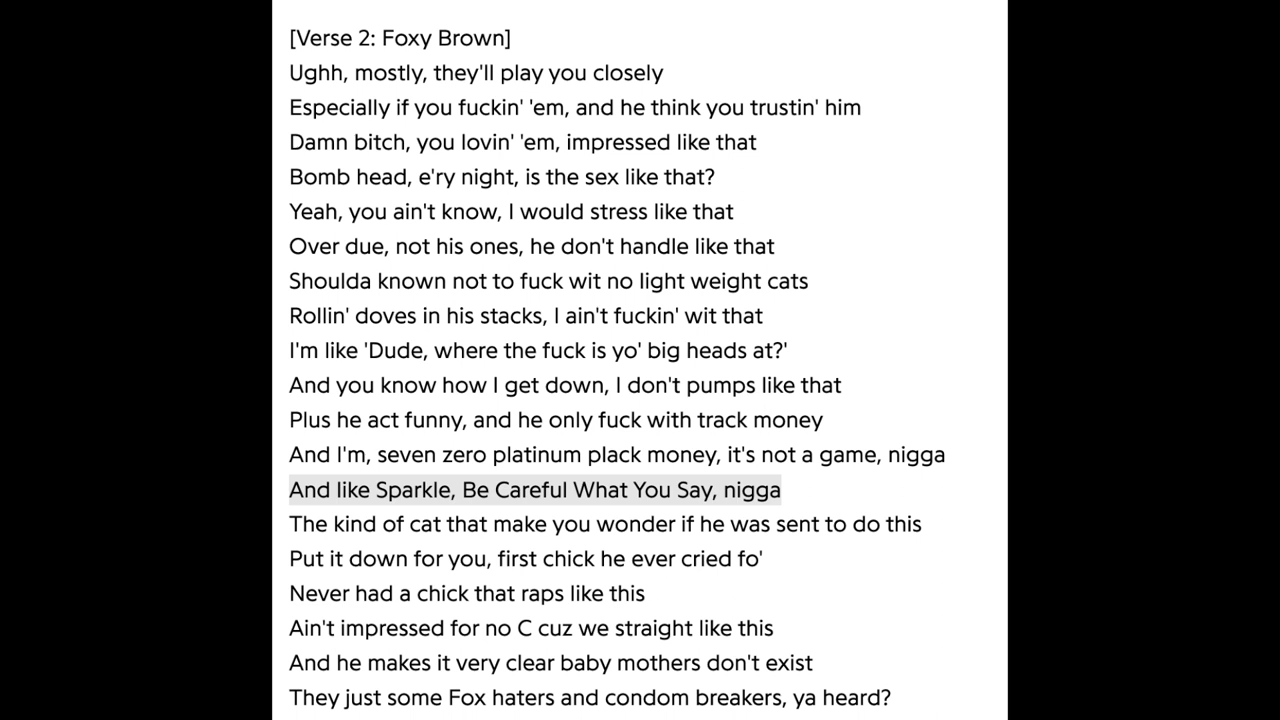 [Verse 2: Foxy Brown]
Ughh, mostly, they'll play you closely
Especially if you fuckin' 'em, and he think you trustin' him
Damn bitch, you lovin' 'em, impressed like that
Bomb head, e'ry night, is the sex like that?
Yeah, you ain't know, I would stress like that
Over due, not his ones, he don't handle like that
Shoulda known not to fuck wit no light weight cats
Rollin' doves in his stacks, I ain't fuckin' wit that
I'm like 'Dude, where the fuck is yo' big heads at?'
And you know how I get down, I don't pumps like that
Plus he act funny, and he only fuck with track money
And I'm, seven zero platinum plack money, it's not a game, nigga
And like Sparkle, Be Careful What You Say, nigga
The kind of cat that make you wonder if he was sent to do this
Put it down for you, first chick he ever cried fo'
Never had a chick that raps like this
Ain't impressed for no C cuz we straight like this
And he makes it very clear baby mothers don't exist
They just some Fox haters and condom breakers, ya heard?